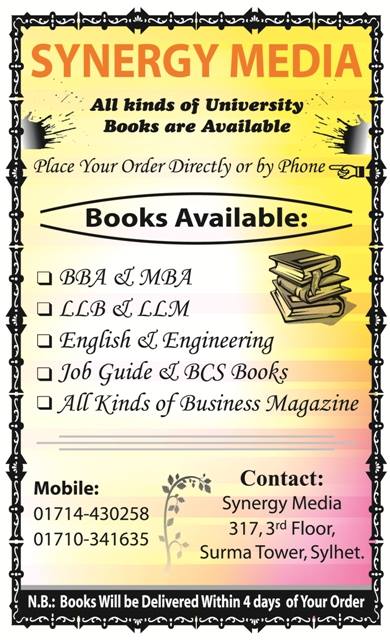 SYNERGY MEDIA
All kinds of University
Books are Available
Place Your Order Directly or by Phone
Books Available:
BBA & MBA
LLB & LLM
English & Engineering
Job Guide & BCS Books
All Kinds of Business Magazine
Mobile:
01714-430258
01710-341635
Contact:
Synergy Media
317, 3rd Floor,
Surma Tower, Sylhet.
N.B.: Books Will be Delivered Within 4 days of Your Order